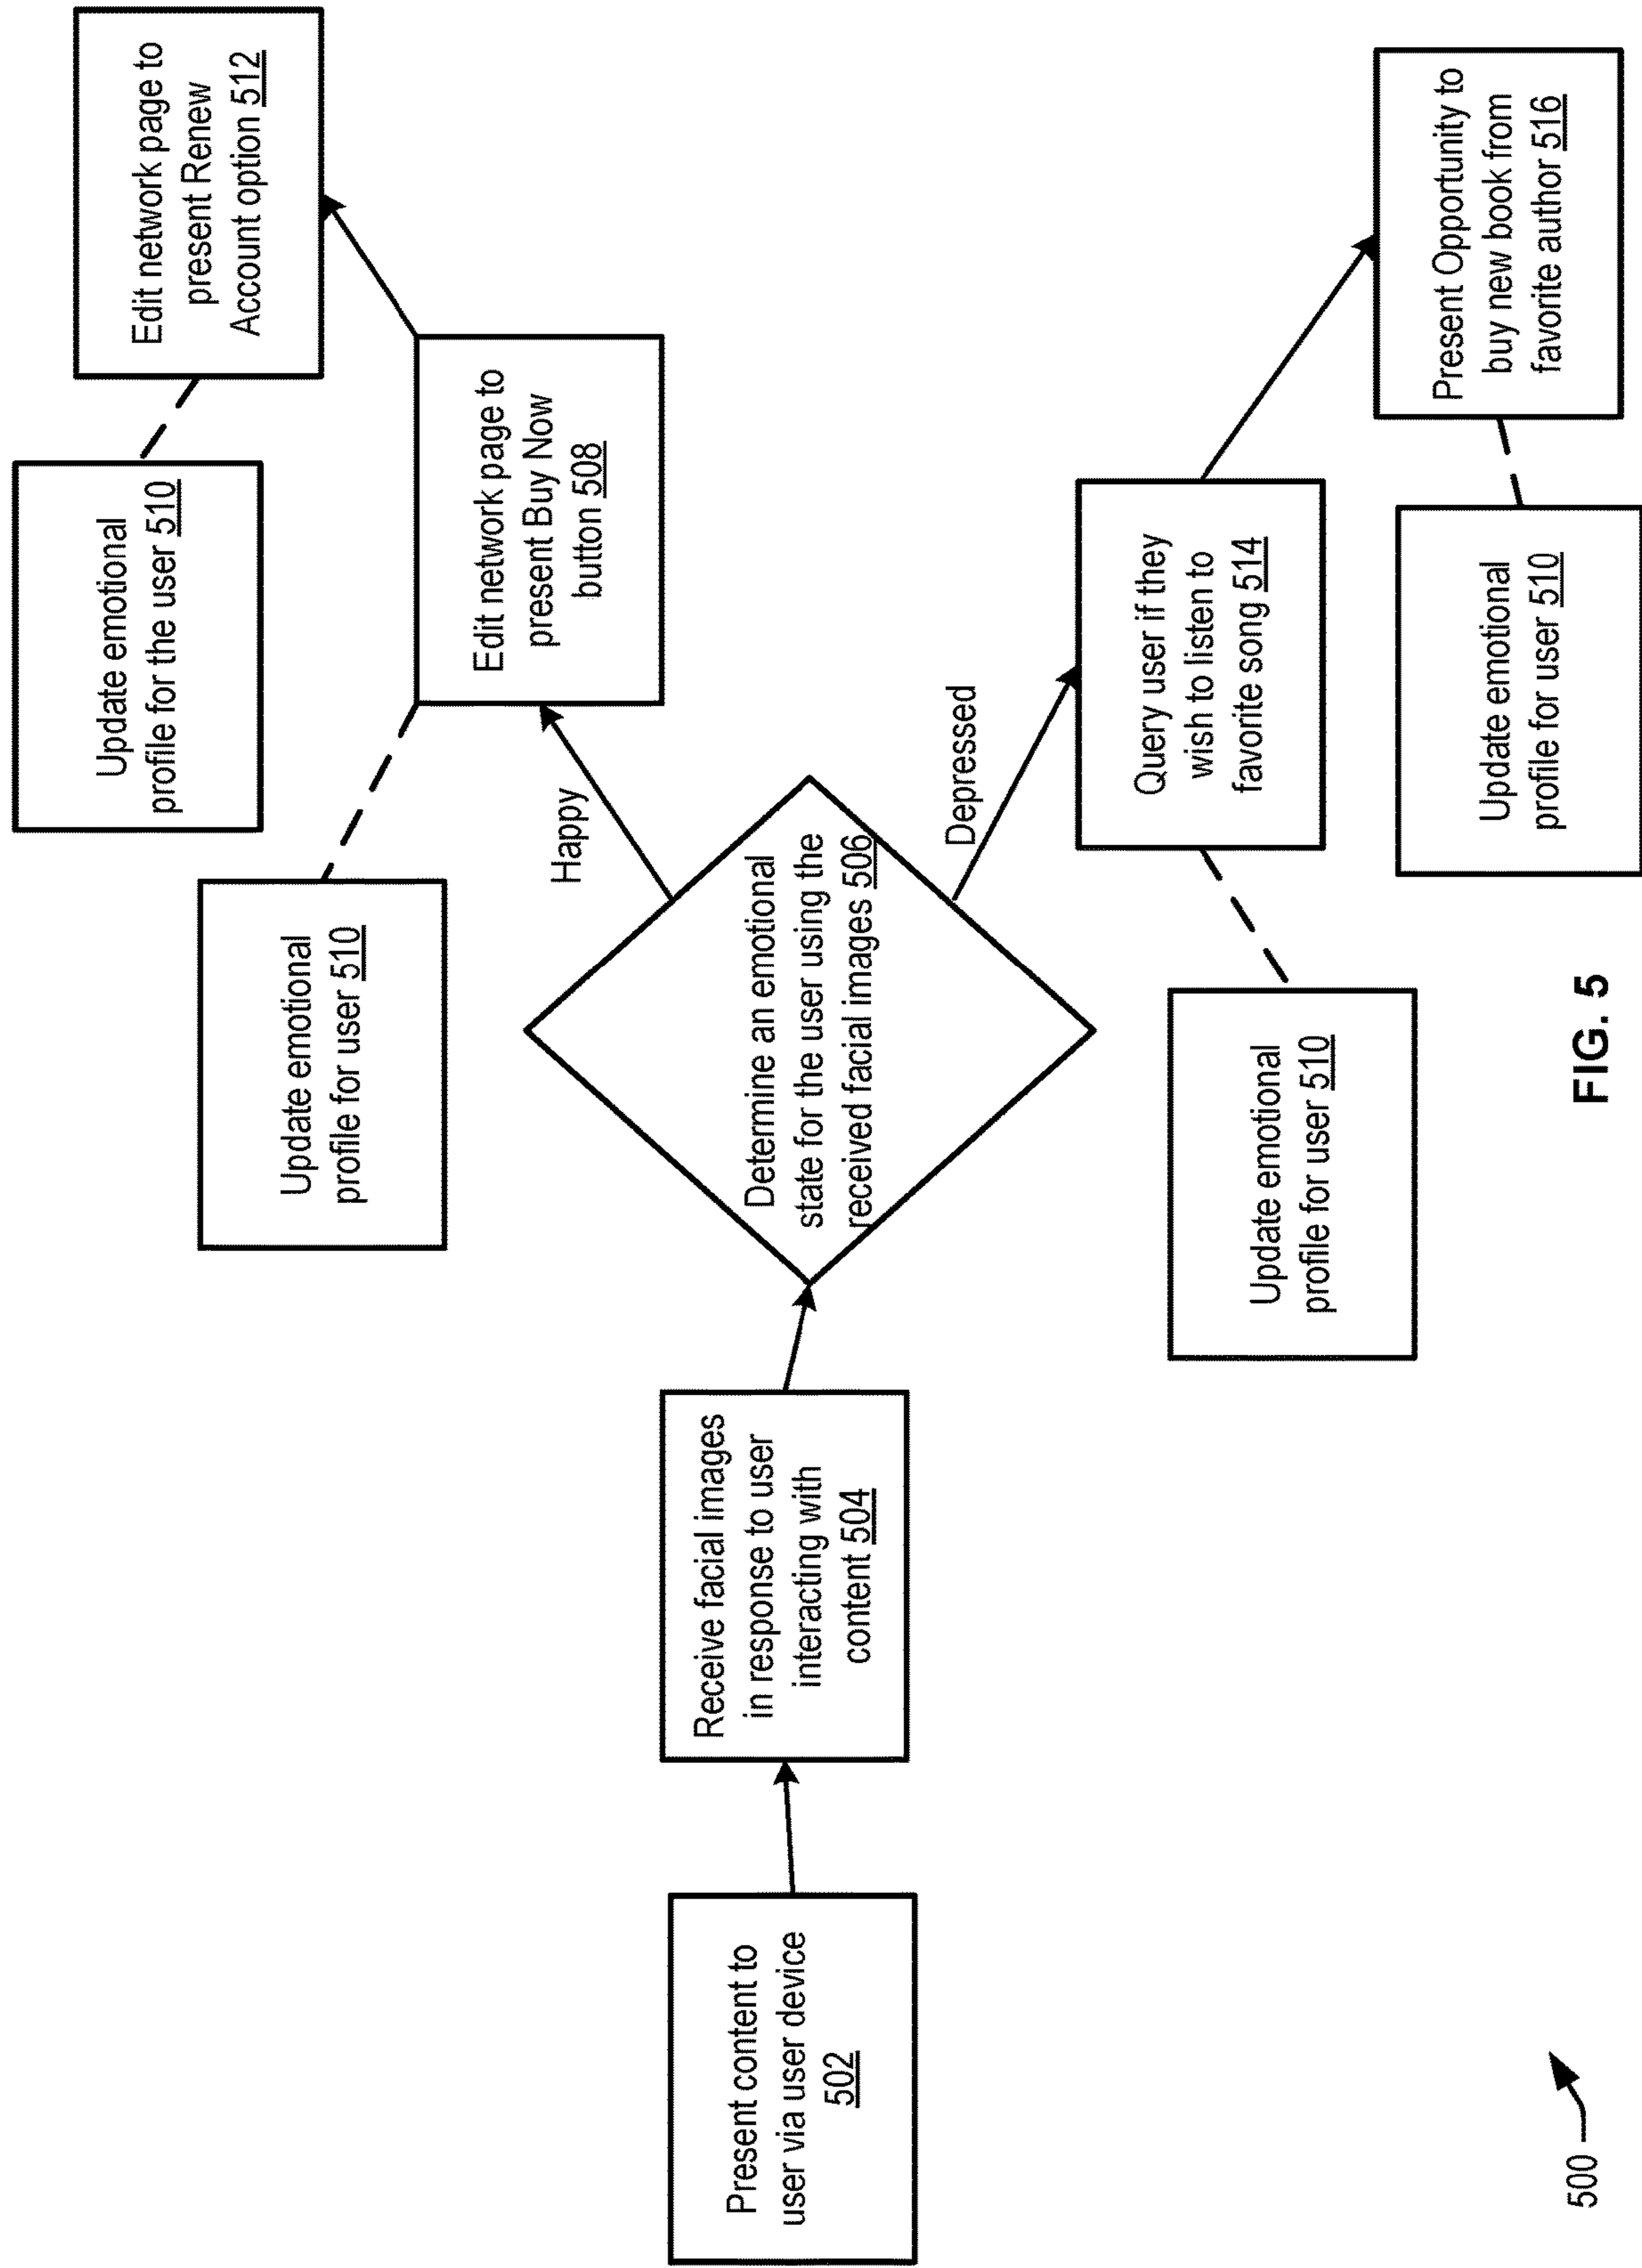 Present content to
user via user device
502
Receive facial images
in response to user
interacting with
content 504
Determine an emotional
state for the user using the
received facial images 506
Happy
Edit network page to
present Buy Now
button 508
Update emotional
profile for user 510
Edit network page to
present Renew
Account option 512
Update emotional
profile for the user 510
Depressed
Query user if they
wish to listen to
favorite song 514
Update emotional
profile for user 510
Present Opportunity to
buy new book from
favorite author 516
Update emotional
profile for user 510
500
FIG. 5